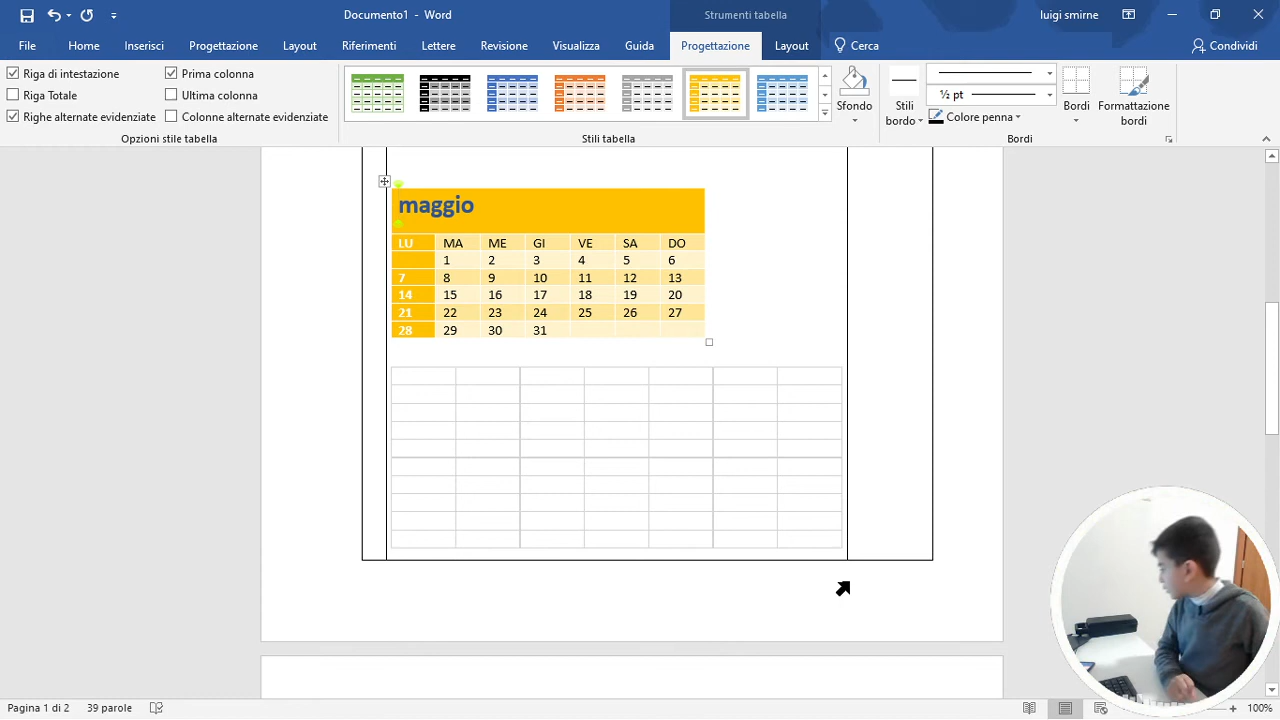 Documento1 - Word
Strumenti tabella
luigi smirne
File Home Inserisci Progettazione Layout Riferimenti Lettere Revisione Visualizza Guida Progettazione Layout Cerca Condividi
Riga di intestazione Prima colonna
Riga Totale Ultima colonna
Righe alternate evidenziate Colonne alternate evidenziate
Opzioni stile tabella
Stili tabella
Sfondo
Stili bordo
½ pt
Colore penna
Bordi
Formattazione bordi
Bordi
maggio
LU MA ME GI VE SA DO
1 2 3 4 5 6
7 8 9 10 11 12 13
14 15 16 17 18 19 20
21 22 23 24 25 26 27
28 29 30 31
Pagina 1 di 2 39 parole 100%